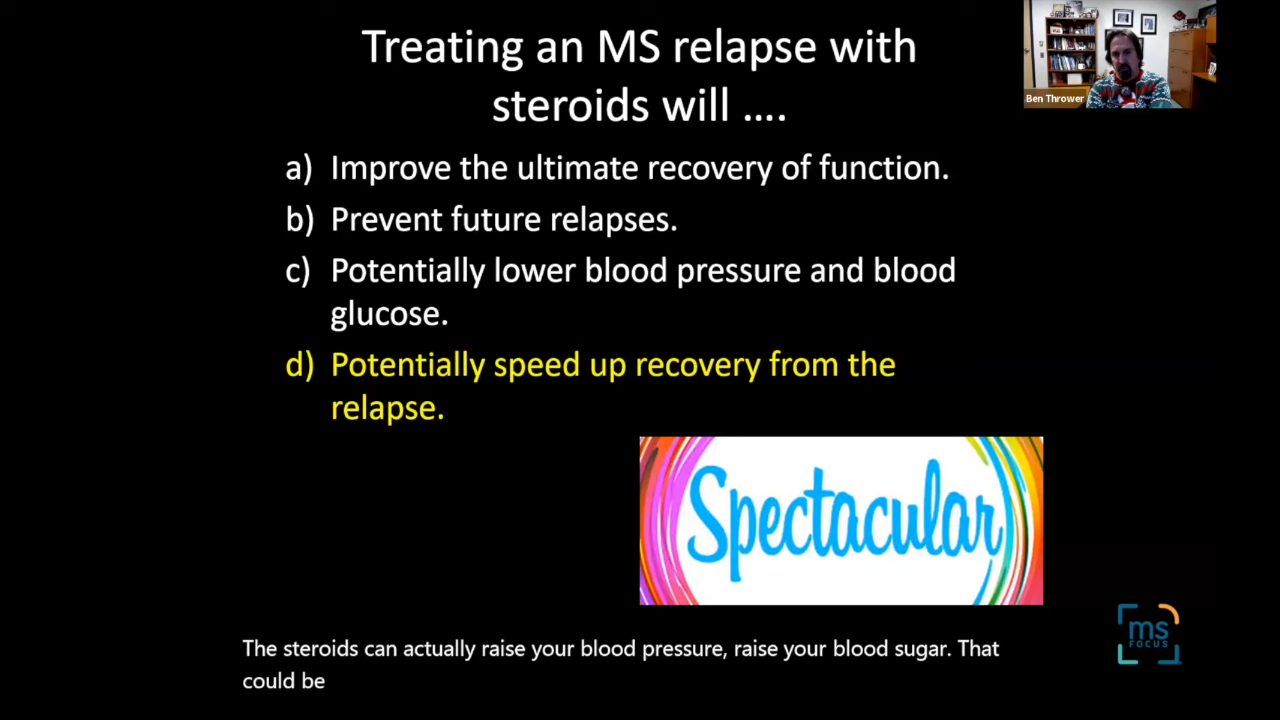 Treating an MS relapse with
steroids will ....
Ben Thrower
a) Improve the ultimate recovery of function.
b) Prevent future relapses.
c) Potentially lower blood pressure and blood
glucose.
d) Potentially speed up recovery from the
relapse.
Spectacular
ms
FOCUS
The steroids can actually raise your blood pressure, raise your blood sugar. That
could be